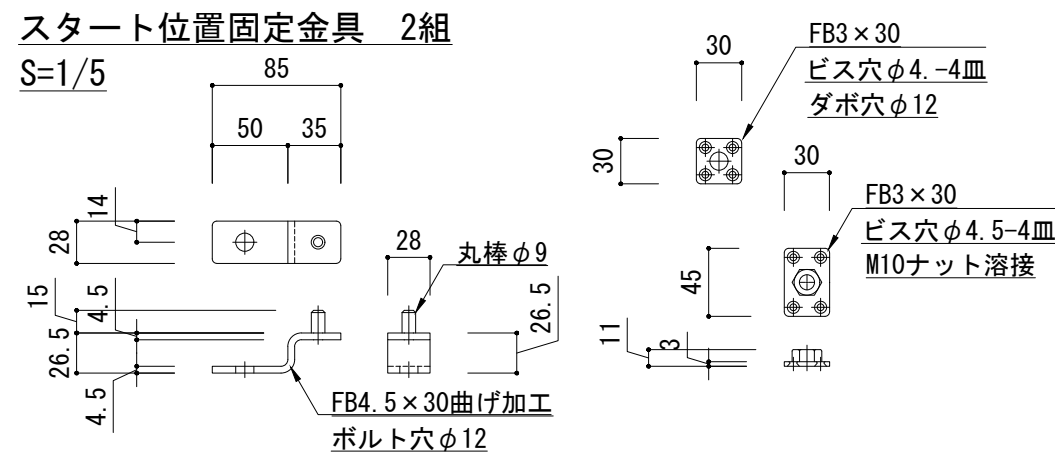 スタート位置固定金具　2組
S=1/5
85
50
35
14
28
28
丸棒φ9
15
4.5
26.5
4.5
26.5
FB4.5×30曲げ加工
ボルト穴φ12
30
FB3×30
ビス穴φ4.-4皿
ダボ穴φ12
30
30
FB3×30
ビス穴φ4.5-4皿
M10ナット溶接
45
11
3